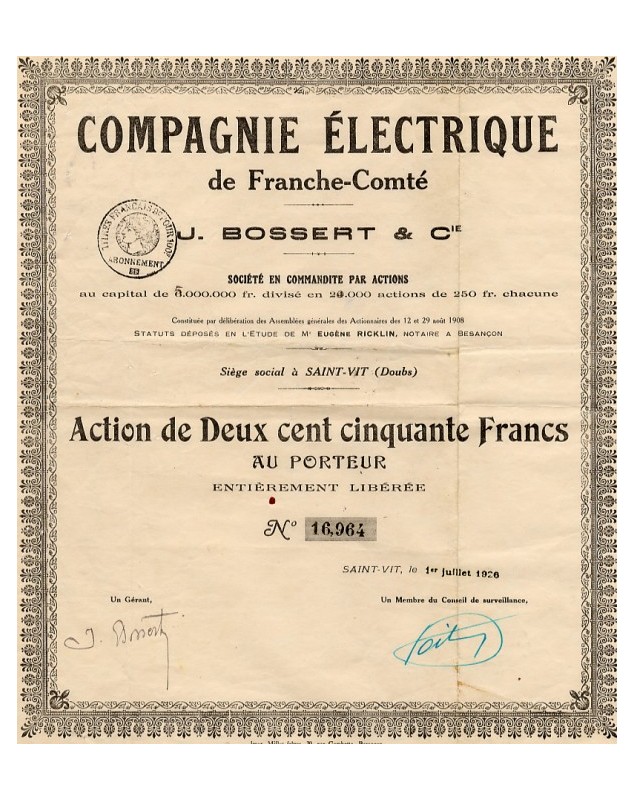 COMPAGNIE ÉLECTRIQUE
de Franche-Comté
J. BOSSERT & CIE
TITRES FRANÇAIS
ABONNEMENT
SOCIÉTÉ EN COMMANDITE PAR ACTIONS
au capital de 5.000.000 fr. divisé en 20.000 actions de 250 fr. chacune
Constituée par délibération des Assemblées générales des Actionnaires des 12 et 29 août 1908
STATUTS DÉPOSÉS EN L'ÉTUDE DE Me EUGÈNE RICKLIN, NOTAIRE A BESANÇON
Siège social à SAINT-VIT (Doubs)
Action de Deux cent cinquante Francs
AU PORTEUR
ENTIÈREMENT LIBÉRÉE
No 16,964
SAINT-VIT, le 1er juillet 1926
Un Gérant,
Un Membre du Conseil de surveillance,
J. Bossert